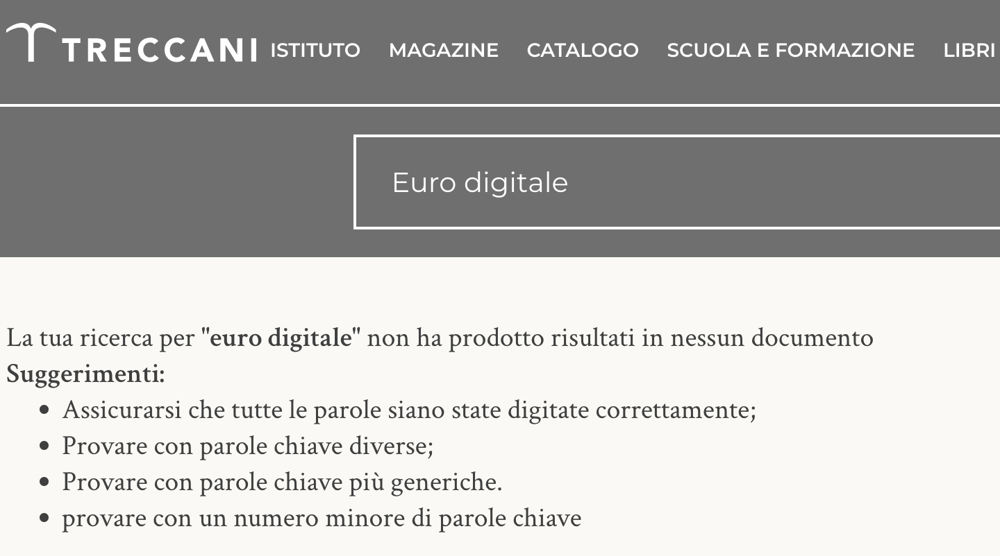 TRECCANI ISTITUTO MAGAZINE CATALOGO SCUOLA E FORMAZIONE LIBRI
Euro digitale
La tua ricerca per "euro digitale" non ha prodotto risultati in nessun documento
Suggerimenti:
• Assicurarsi che tutte le parole siano state digitate correttamente;
• Provare con parole chiave diverse;
• Provare con parole chiave più generiche.
• provare con un numero minore di parole chiave